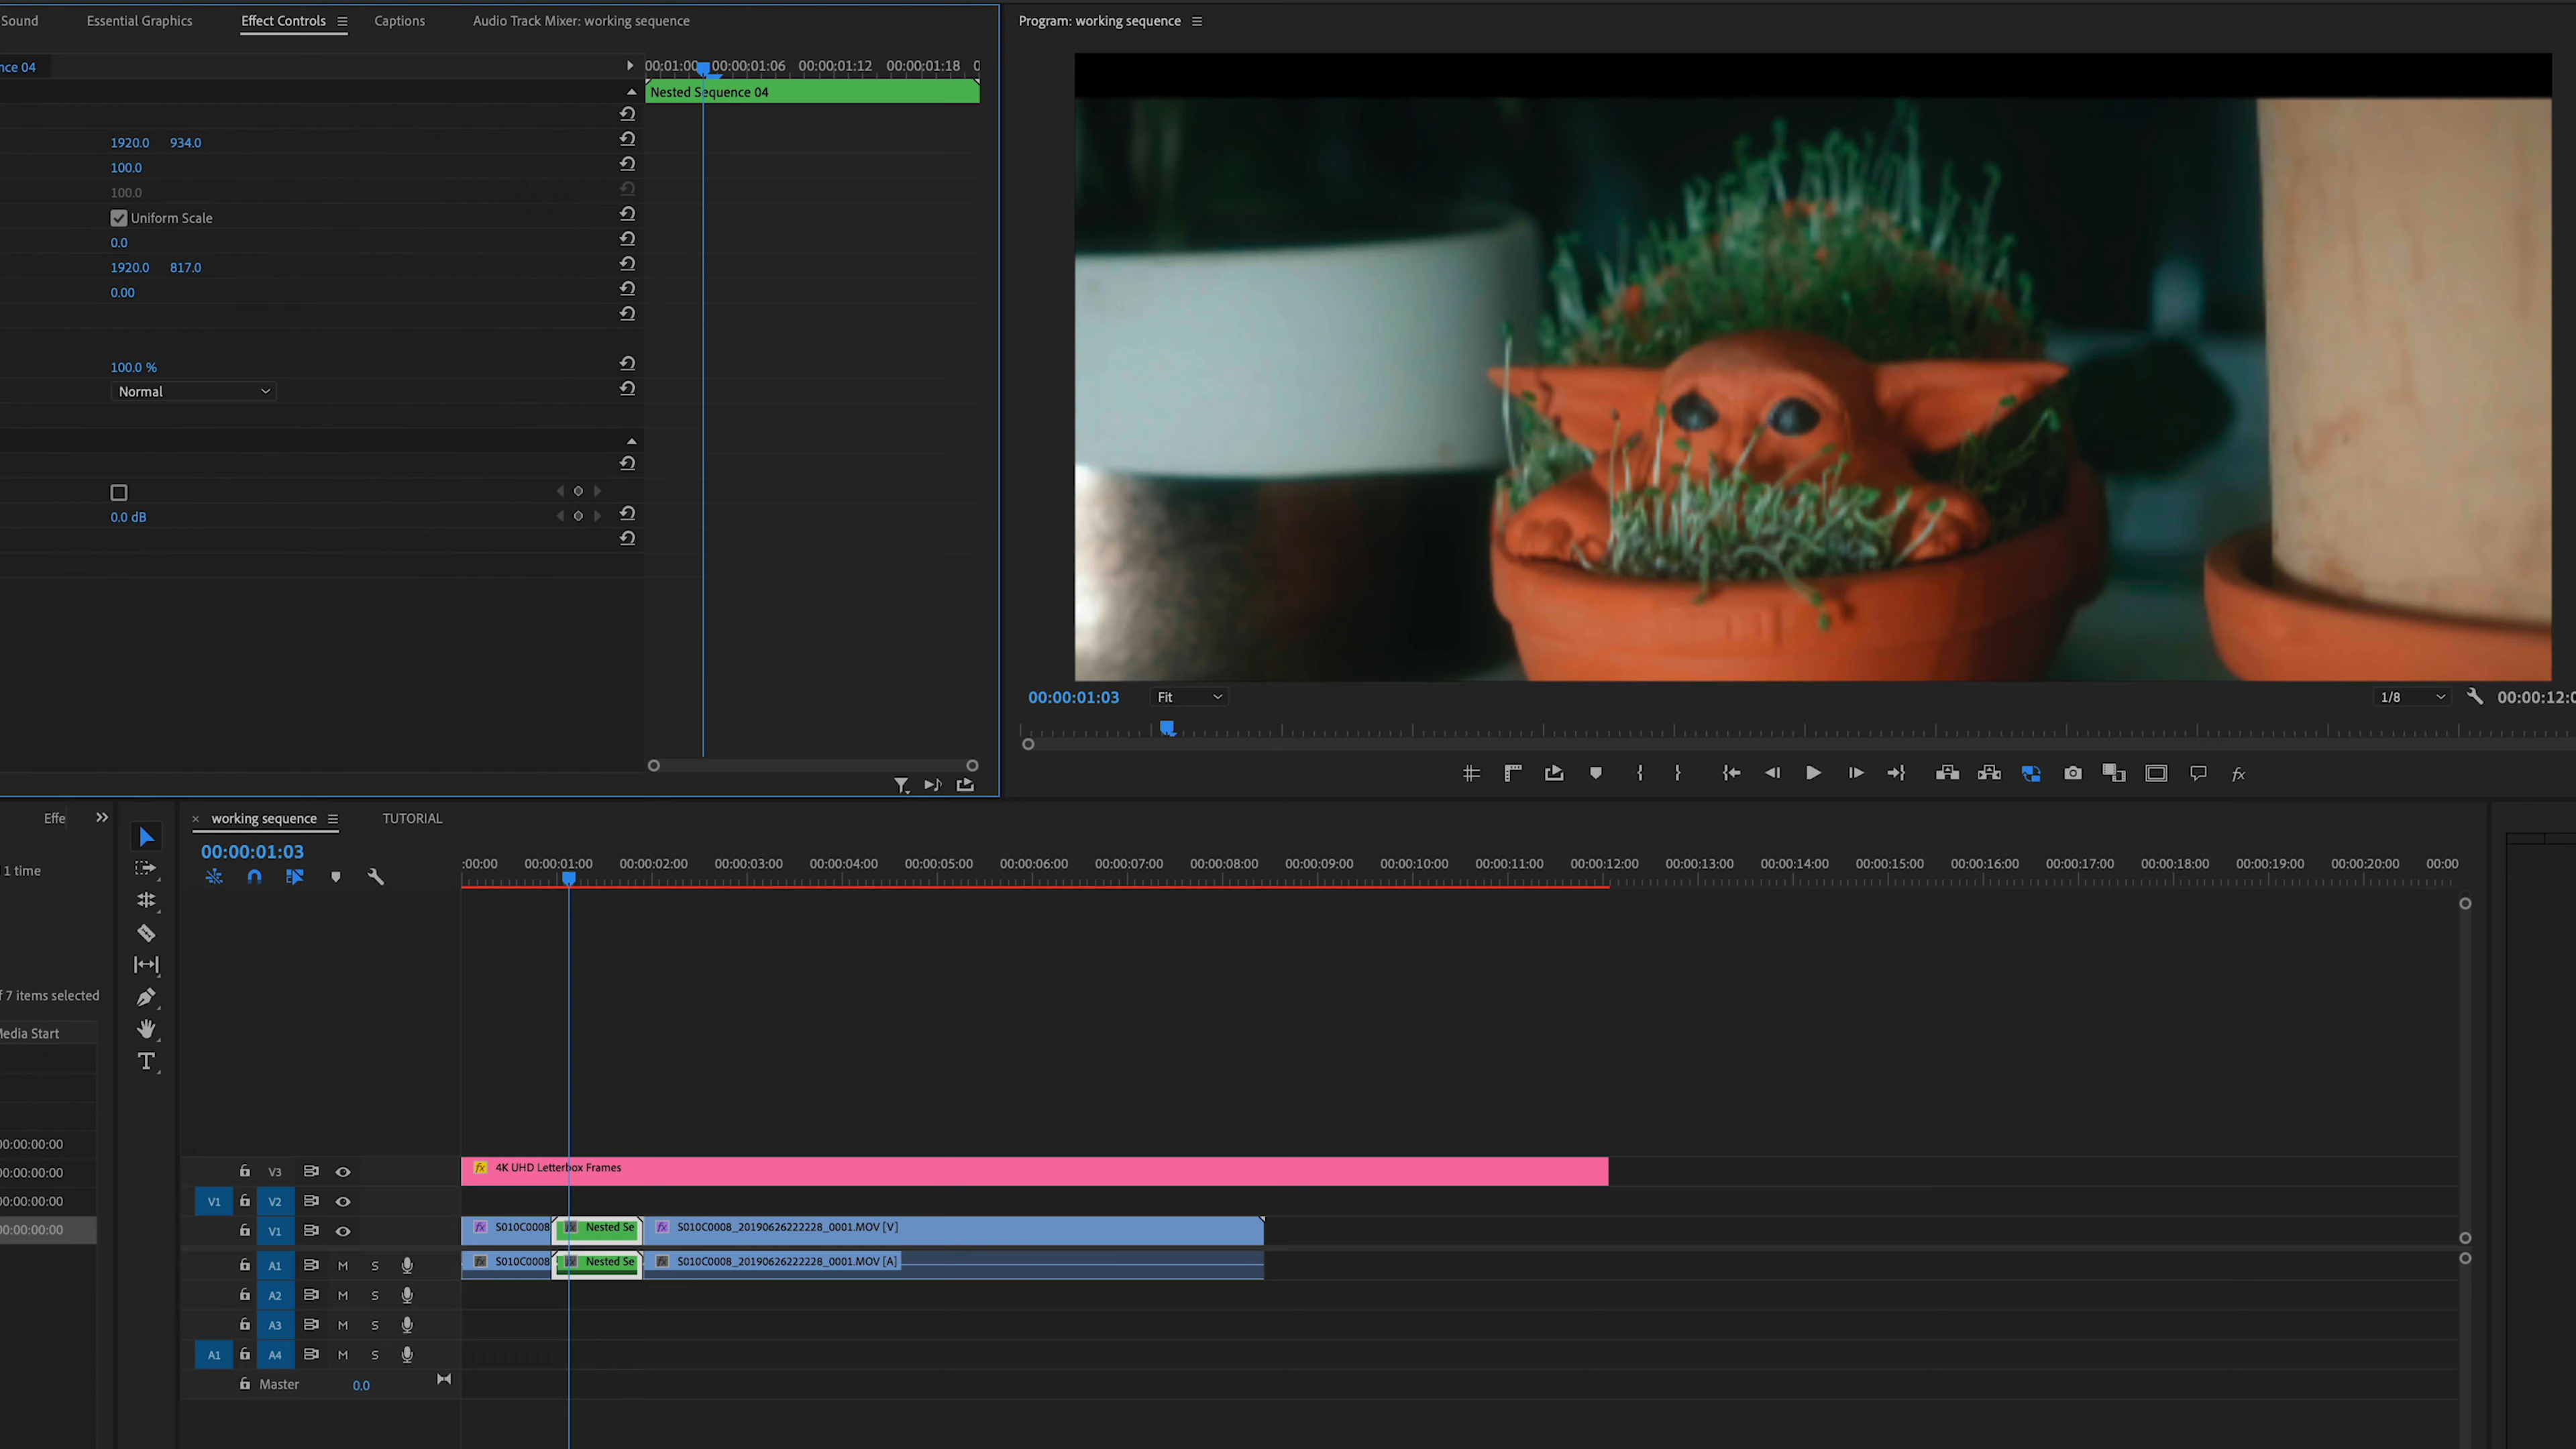 Sound Essential Graphics Effect Controls Captions Audio Track Mixer: working sequence
nce 04
00;01:00 00:00:01:06 00:00:01:12 00:00:01:18 0
Nested Sequence 04
1920.0 934.0
100.0
100.0
Uniform Scale
0.0
1920.0 817.0
0.00
100.0 %
Normal
0.0 dB
Program: working sequence
00:00:01:03 Fit 1/8 00:00:12:0
fx
Effe
1 time
f 7 items selected
Media Start
00:00:00:00
00:00:00:00
00:00:00:00
00:00:00:00
working sequence TUTORIAL
00:00:01:03
:00:00 00:00:01:00 00:00:02:00 00:00:03:00 00:00:04:00 00:00:05:00 00:00:06:00 00:00:07:00 00:00:08:00 00:00:09:00 00:00:10:00 00:00:11:00 00:00:12:00 00:00:13:00 00:00:14:00 00:00:15:00 00:00:16:00 00:00:17:00 00:00:18:00 00:00:19:00 00:00:20:00 00:00
V3 fx 4K UHD Letterbox Frames
V1 V2
V1 fx S010C0008 fx Nested Se fx S010C0008_20190626222228_0001.MOV [V]
A1 M S fx S010C0008 fx Nested Se fx S010C0008_20190626222228_0001.MOV [A]
A2 M S
A3 M S
A1 A4 M S
Master 0.0